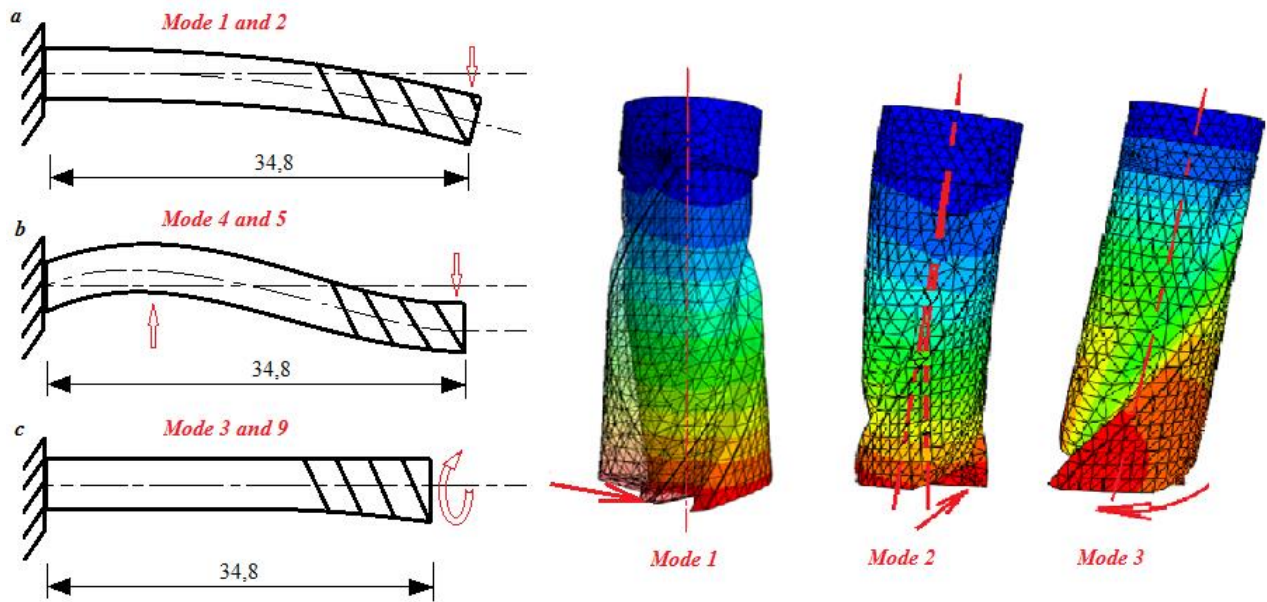 a
Mode 1 and 2
34,8
Mode 4 and 5
b
34,8
c
Mode 3 and 9
34,8
Mode 1
Mode 2
Mode 3